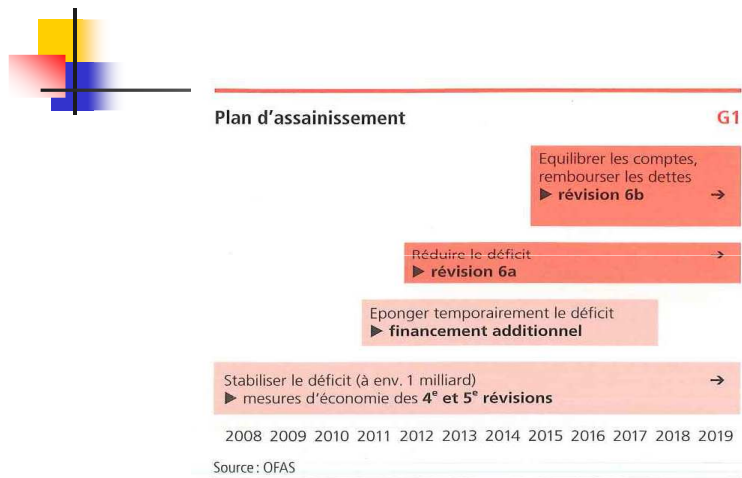 Plan d’assainissement G1
Equilibrer les comptes,
rembourser les dettes
▶ révision 6b →
Réduire le déficit →
▶ révision 6a
Eponger temporairement le déficit
▶ financement additionnel
Stabiliser le déficit (à env. 1 milliard) →
▶ mesures d’économie des 4e et 5e révisions
2008 2009 2010 2011 2012 2013 2014 2015 2016 2017 2018 2019
Source : OFAS